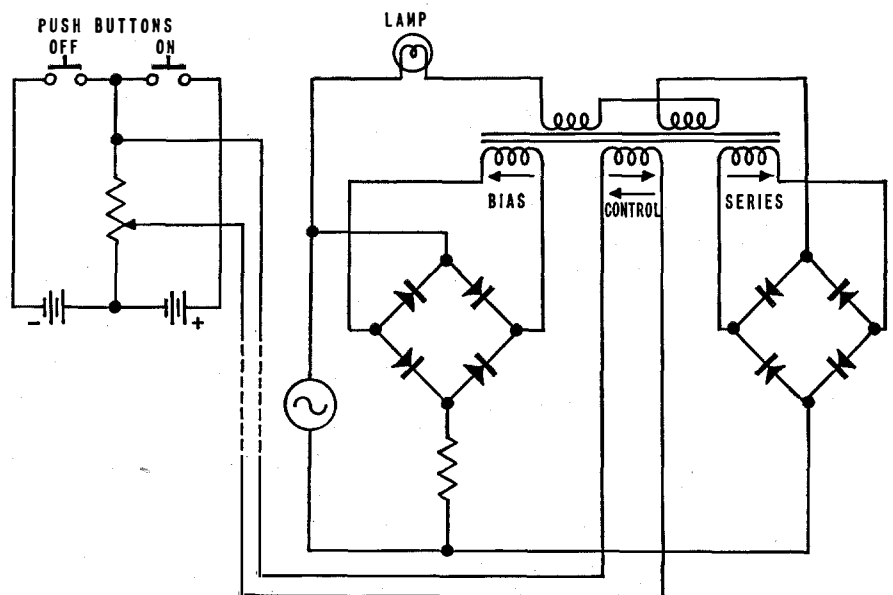 PUSH BUTTONS
OFF ON
LAMP
BIAS
CONTROL
SERIES
- +